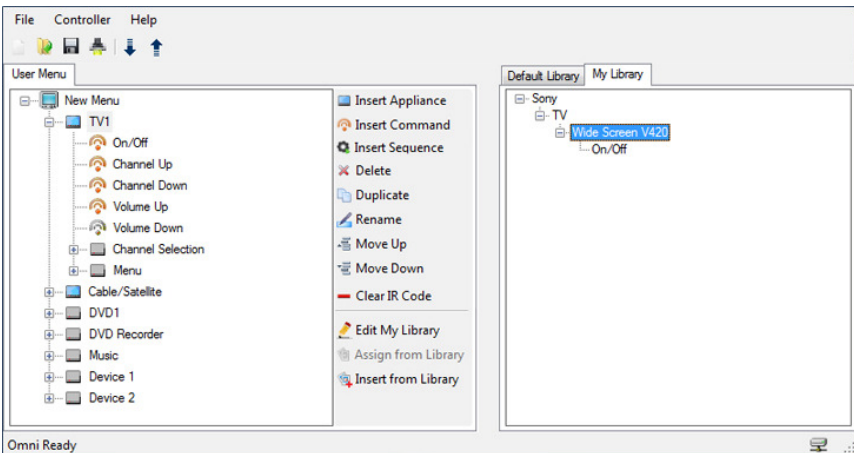 File Controller Help
User Menu
New Menu
TV1
On/Off
Channel Up
Channel Down
Volume Up
Volume Down
Channel Selection
Menu
Cable/Satellite
DVD1
DVD Recorder
Music
Device 1
Device 2
Insert Appliance
Insert Command
Insert Sequence
Delete
Duplicate
Rename
Move Up
Move Down
Clear IR Code
Edit My Library
Assign from Library
Insert from Library
Default Library My Library
Sony
TV
Wide Screen V420
On/Off
Omni Ready